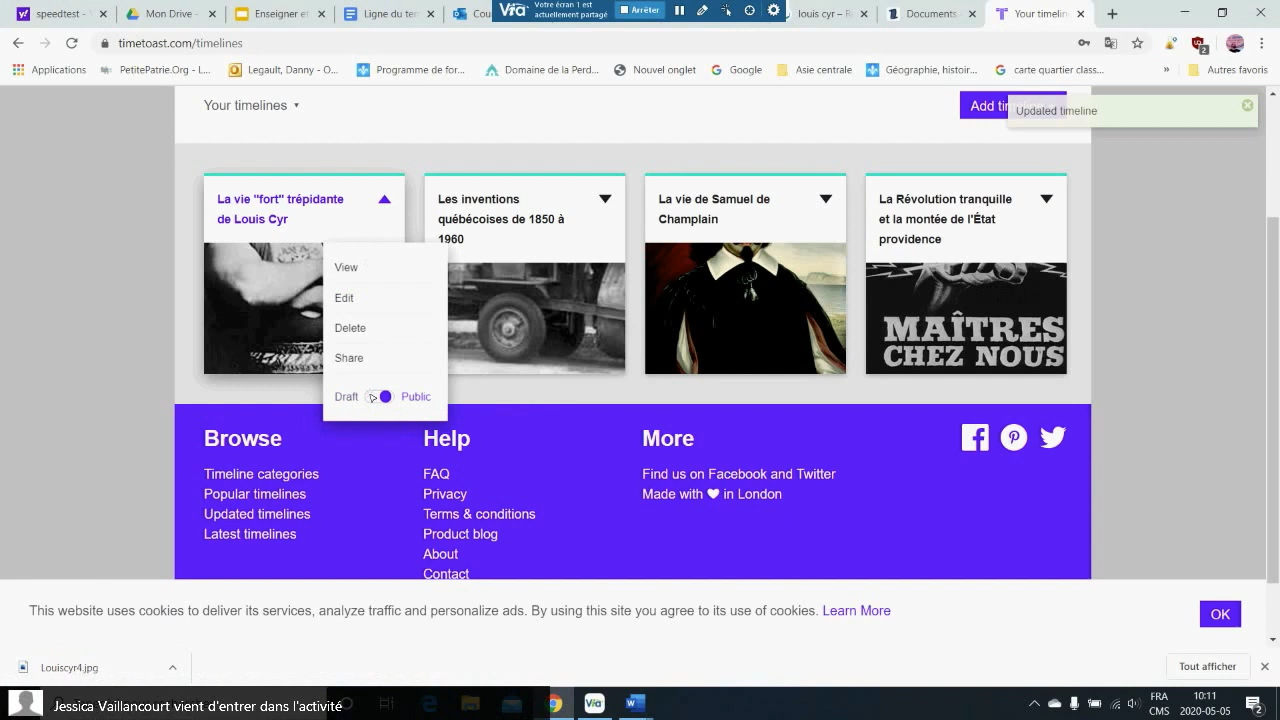 speedtest
Mon Drive
Ligne du tem
Cou
Via
Votre écran 1 est
actuellement partagé
Arrêter
louis cyr –
Documents
Your timelin
timetoast.com/timelines
2
Applications
PetitePatrie.Org - L...
Legault, Danny - O...
Programme de for...
Domaine de la Perd...
Nouvel onglet
Google
Asie centrale
Géographie, histoir...
carte quartier class...
»
Autres favoris
Your timelines
Add tim
Updated timeline
La vie "fort" trépidante
de Louis Cyr
Les inventions
québécoises de 1850 à
1960
La vie de Samuel de
Champlain
La Révolution tranquille
et la montée de l'État
providence
View
Edit
Delete
Share
Draft
Public
MAÎTRES
CHEZ NOUS
Browse
Timeline categories
Popular timelines
Updated timelines
Latest timelines
Help
FAQ
Privacy
Terms & conditions
Product blog
About
Contact
More
Find us on Facebook and Twitter
Made with ♥ in London
This website uses cookies to deliver its services, analyze traffic and personalize ads. By using this site you agree to its use of cookies. Learn More
OK
Louiscyr4.jpg
Tout afficher
Jessica Vaillancourt vient d'entrer dans l'activité
Via
FRA
CMS
10:11
2020-05-05
2